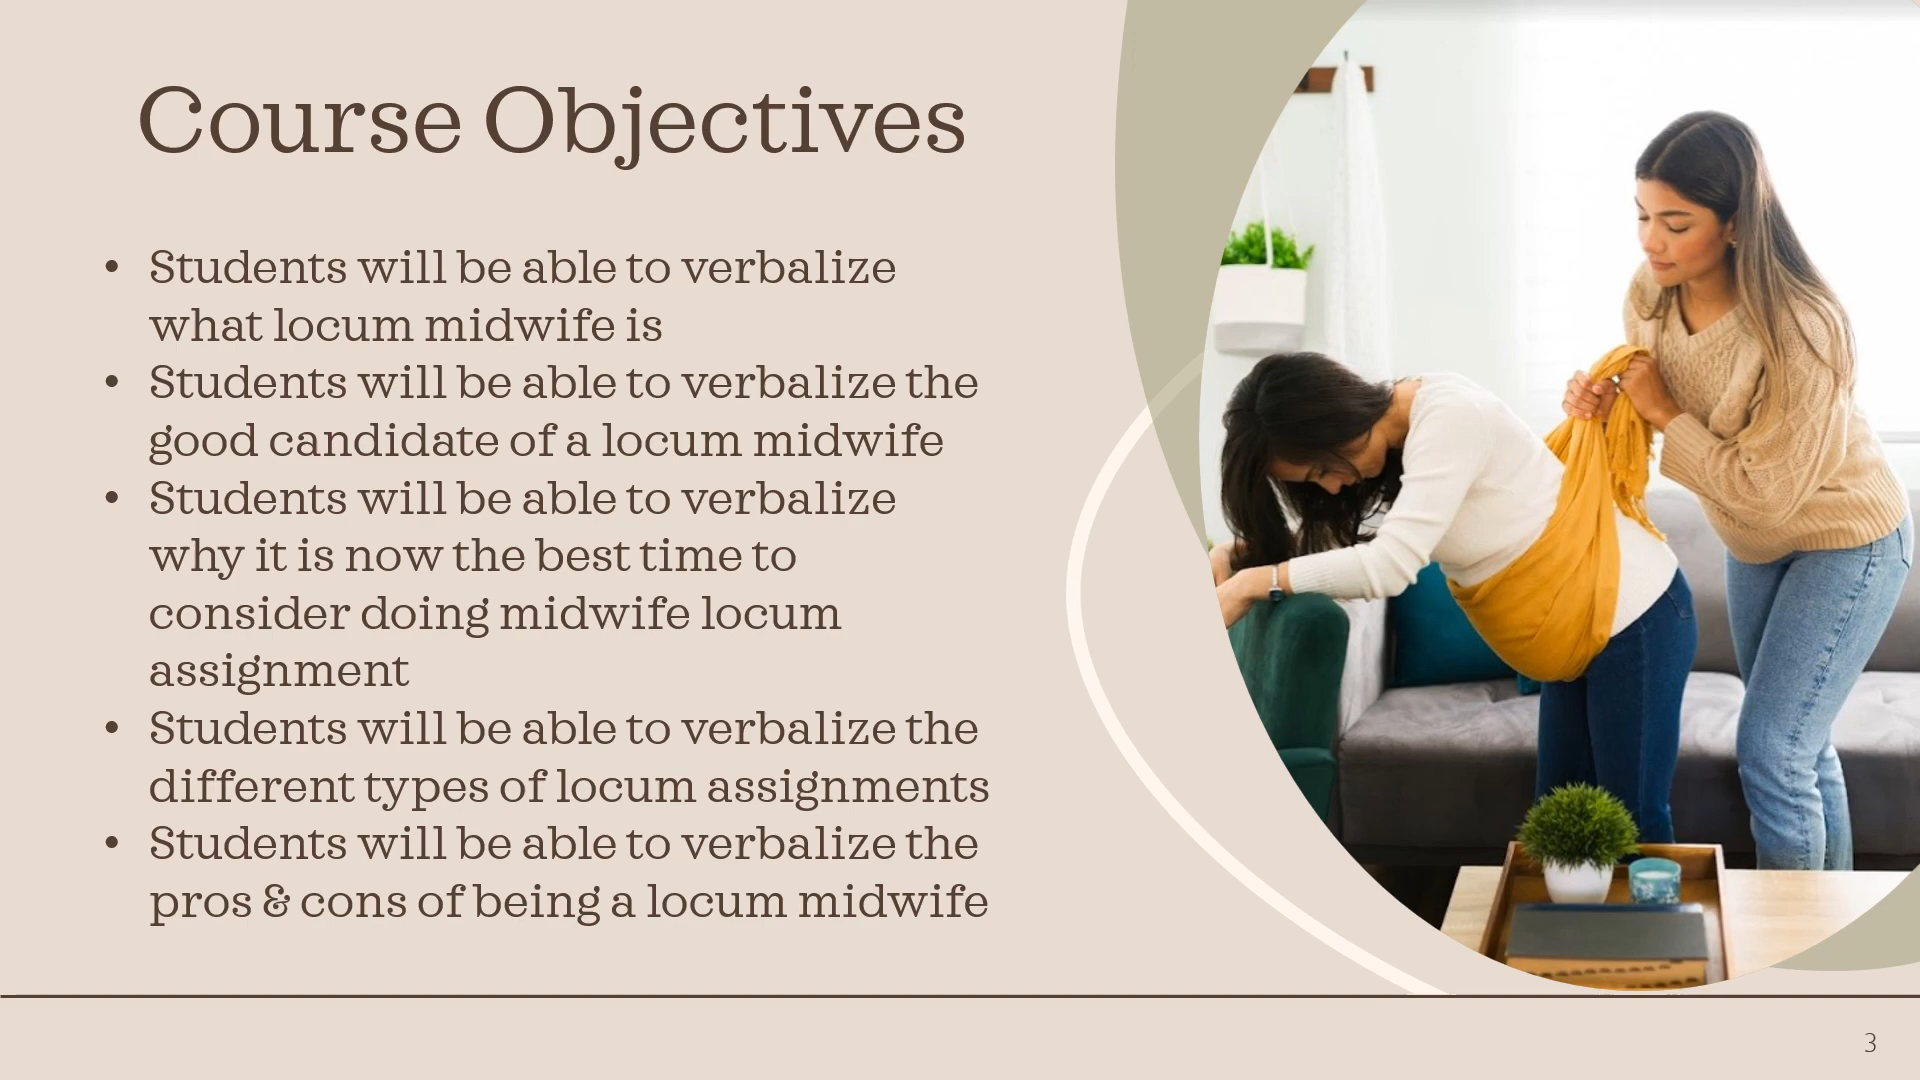 Course Objectives
• Students will be able to verbalize
what locum midwife is
• Students will be able to verbalize the
good candidate of a locum midwife
• Students will be able to verbalize
why it is now the best time to
consider doing midwife locum
assignment
• Students will be able to verbalize the
different types of locum assignments
• Students will be able to verbalize the
pros & cons of being a locum midwife
3